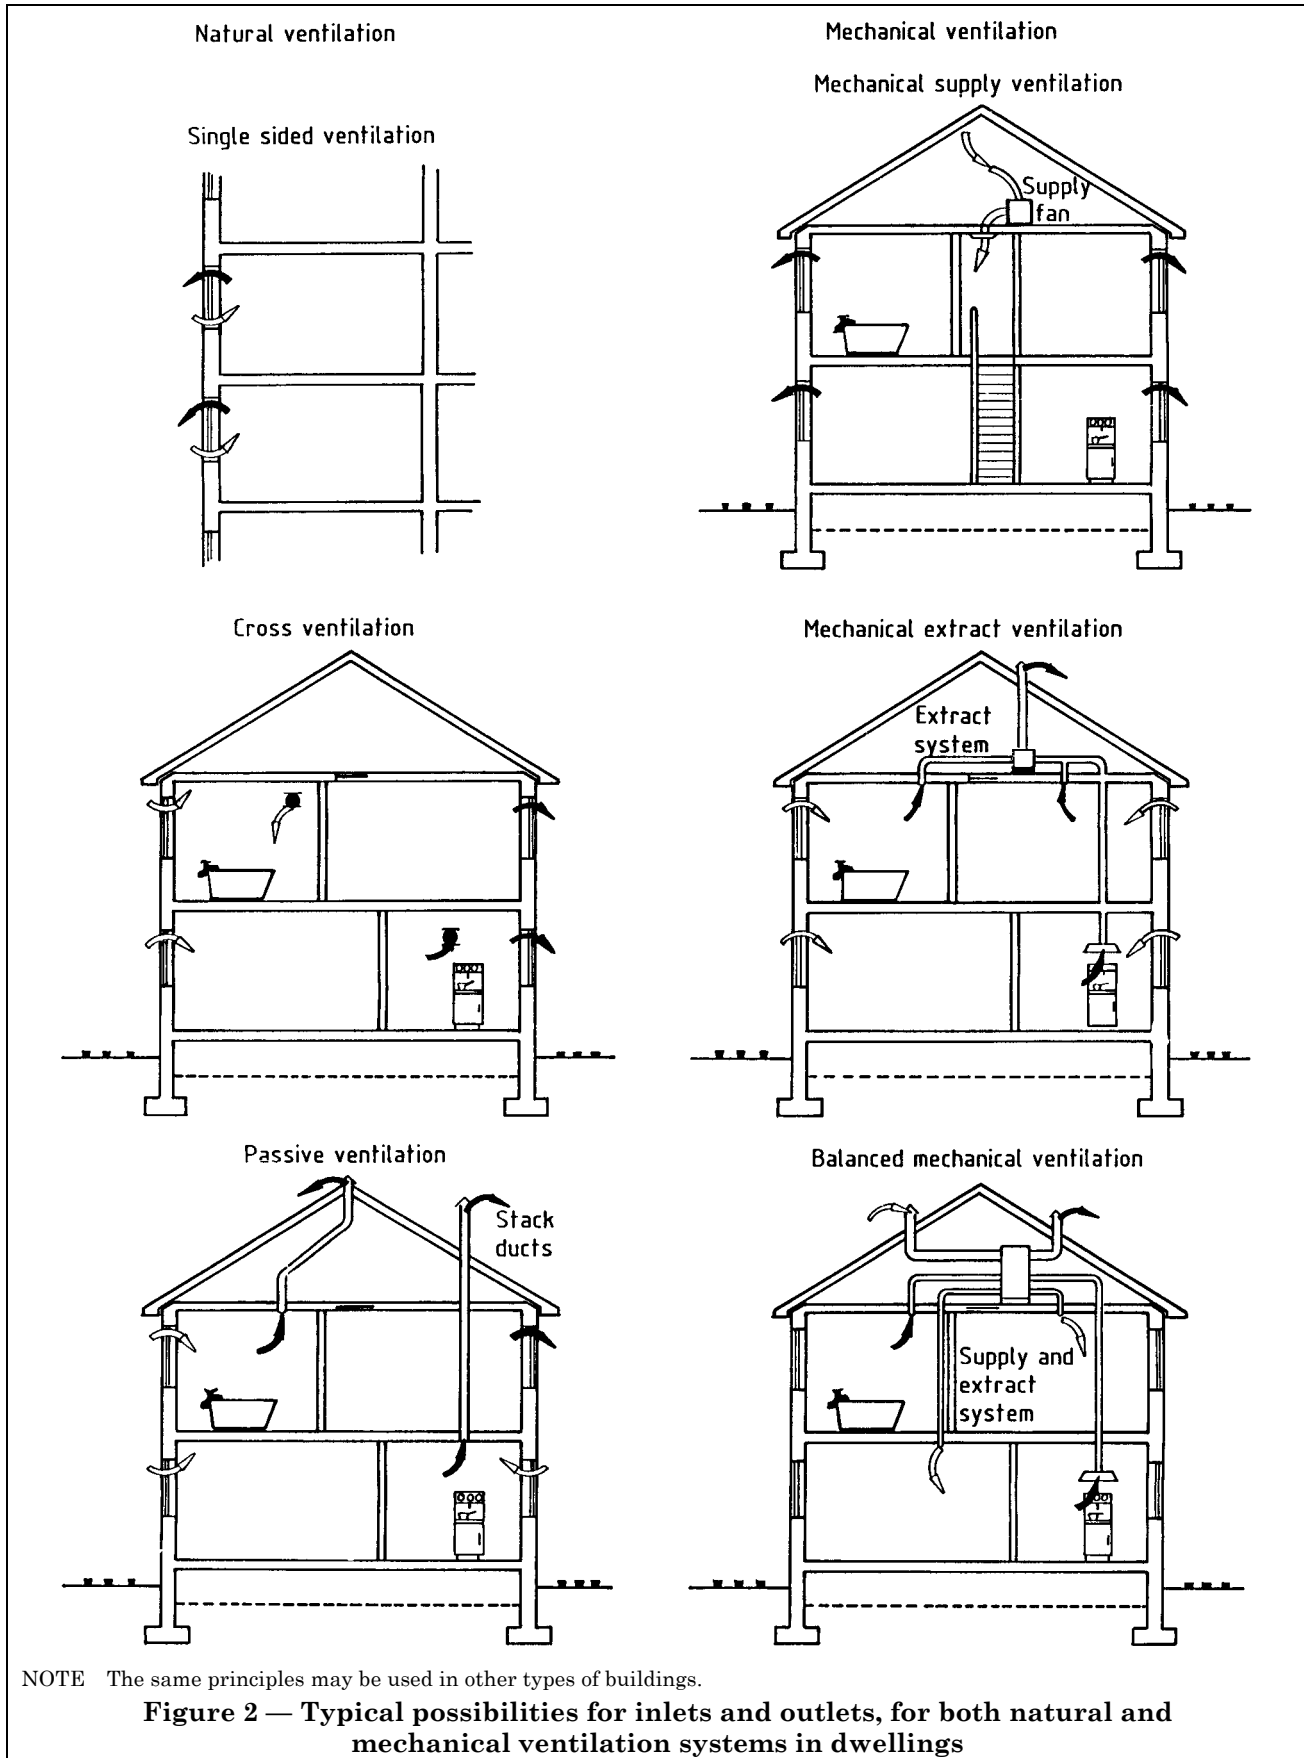 Natural ventilation
Mechanical ventilation
Mechanical supply ventilation
Single sided ventilation
Supply
fan
Cross ventilation
Mechanical extract ventilation
Extract
system
Passive ventilation
Balanced mechanical ventilation
Stack
ducts
Supply and
extract
system
NOTE The same principles may be used in other types of buildings.
Figure 2 — Typical possibilities for inlets and outlets, for both natural and
mechanical ventilation systems in dwellings